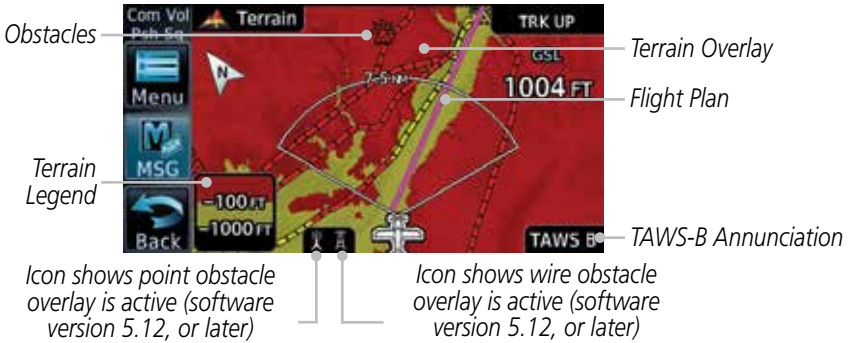 Com Vol
Psh Sq
Terrain
TRK UP
Obstacles
Terrain Overlay
GSL
7.5 NM
1004 FT
Menu
Flight Plan
MSG
Terrain
Legend
-100 FT
-1000 FT
Back
N
TAWS B
TAWS-B Annunciation
Icon shows point obstacle
overlay is active (software
version 5.12, or later)
Icon shows wire obstacle
overlay is active (software
version 5.12, or later)